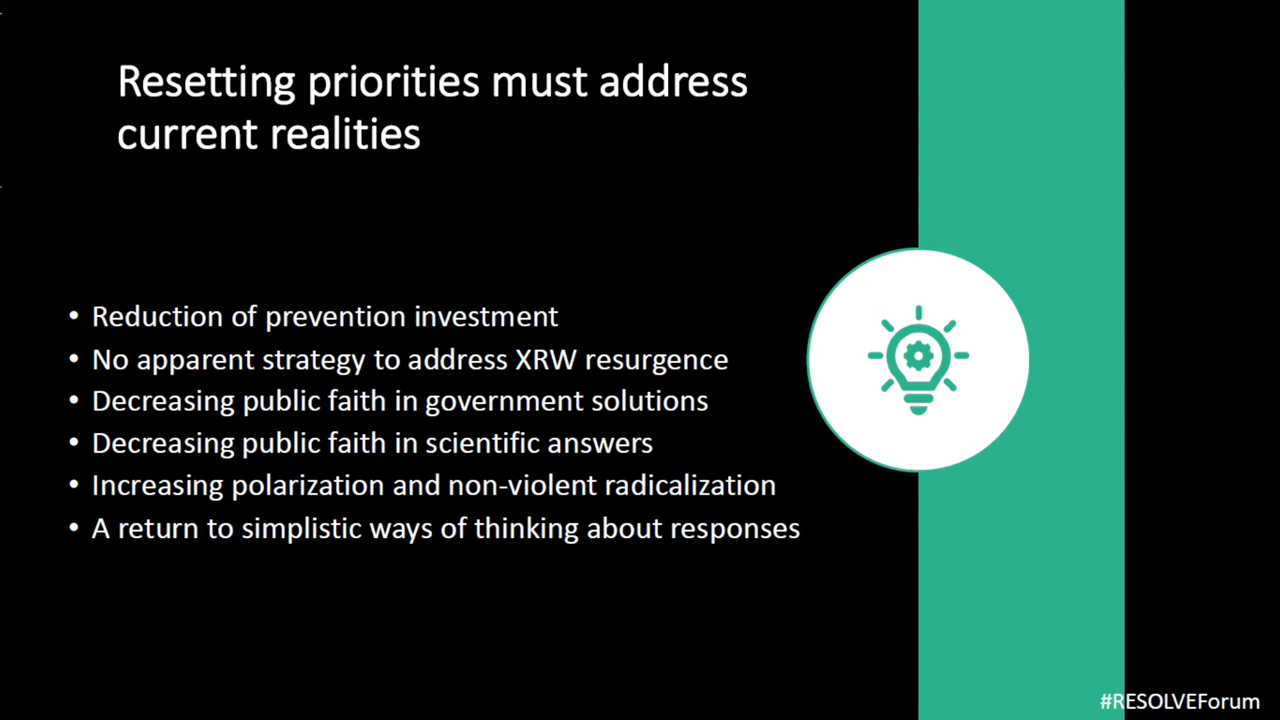 Resetting priorities must address
current realities
• Reduction of prevention investment
• No apparent strategy to address XRW resurgence
• Decreasing public faith in government solutions
• Decreasing public faith in scientific answers
• Increasing polarization and non-violent radicalization
• A return to simplistic ways of thinking about responses
#RESOLVEForum